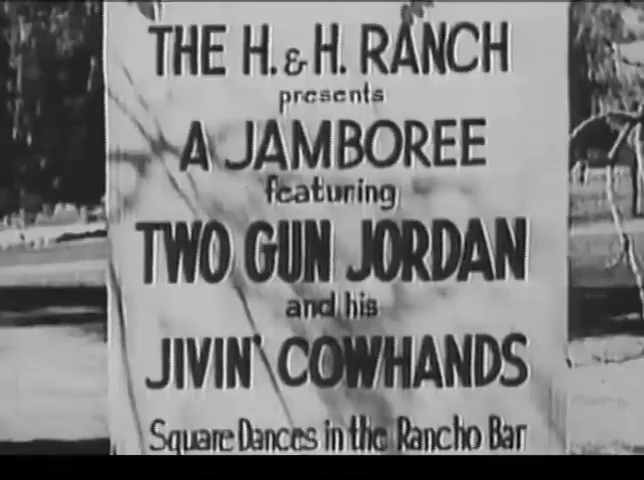 THE H. & H. RANCH
presents
A JAMBOREE
featuring
TWO GUN JORDAN
and his
JIVIN' COWHANDS
Square Dances in the Rancho Bar